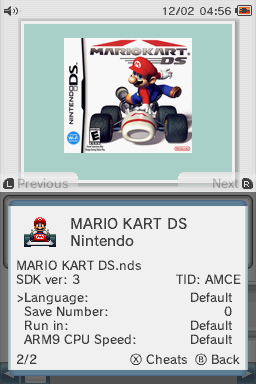 12/02 04:56
MARIOKART
DS
NINTENDO DS
EVERYONE
E
L Previous
Next R
MARIO KART DS
Nintendo
MARIO KART DS.nds
SDK ver: 3 TID: AMCE
>Language: Default
Save Number: 0
Run in: Default
ARM9 CPU Speed: Default
2/2 Ⓧ Cheats Ⓑ Back